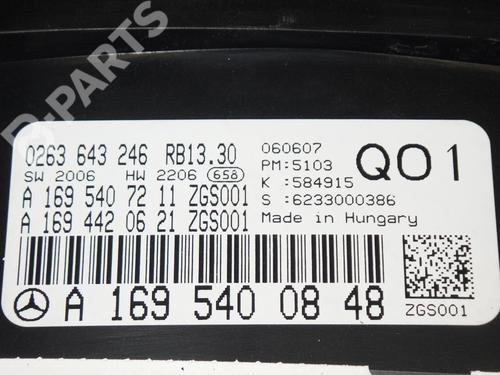 B-PARTS
0263 643 246 RB13.30
SW 2006 HW 2206 658
A 169 540 72 11 ZGS001
A 169 442 06 21 ZGS001
060607
PM:5103
K :584915
S :6233000386
Made in Hungary
Q01
A 169 540 08 48
ZGS001